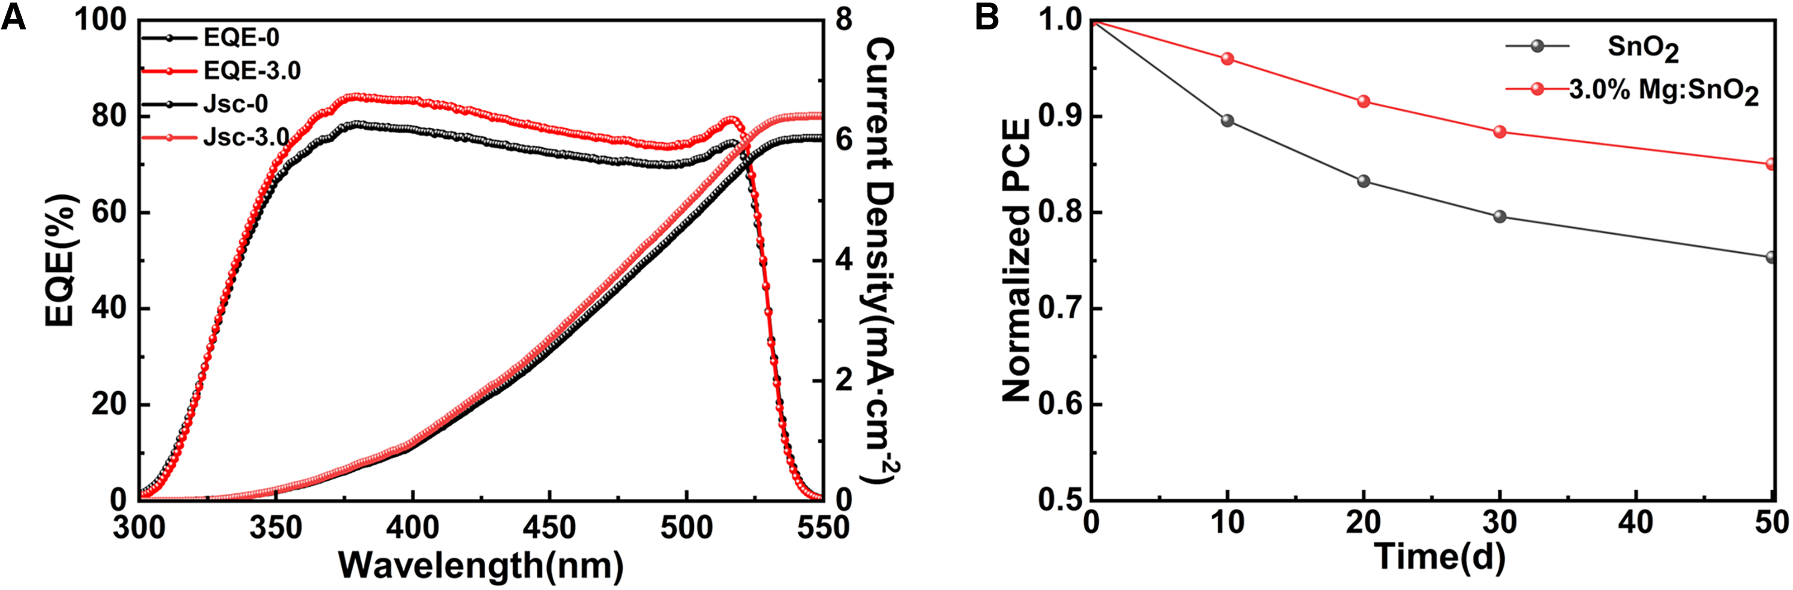 A
100
80
60
40
20
0
EQE(%)
EQE-0
EQE-3.0
Jsc-0
Jsc-3.0
8
6
4
2
0
Current Density(mA·cm⁻²)
300 350 400 450 500 550
Wavelength(nm)
B
1.0
0.9
0.8
0.7
0.6
0.5
Normalized PCE
SnO₂
3.0% Mg:SnO₂
0 10 20 30 40 50
Time(d)